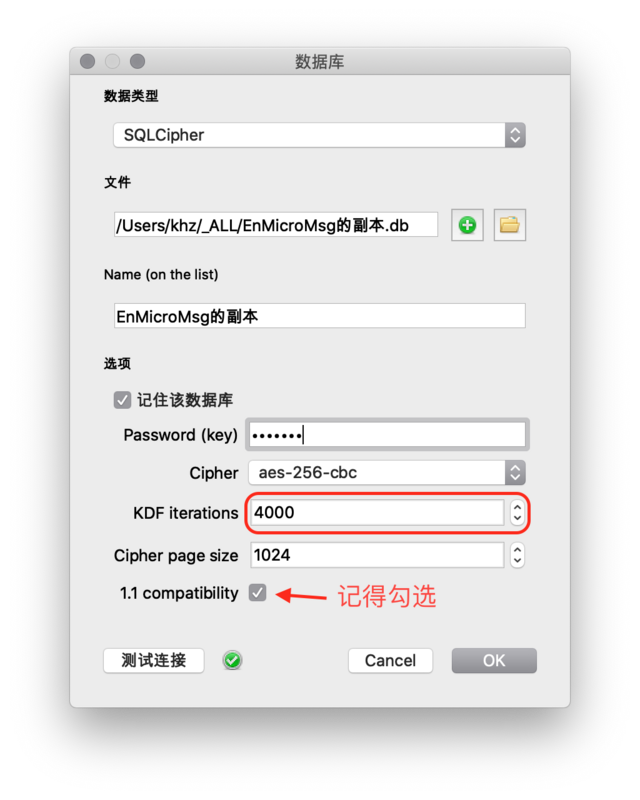 数据库
数据类型
SQLCipher
文件
/Users/khz/_ALL/EnMicroMsg的副本.db
Name (on the list)
EnMicroMsg的副本
选项
记住该数据库
Password (key) •••••••
Cipher aes-256-cbc
KDF iterations 4000
Cipher page size 1024
1.1 compatibility 记得勾选
测试连接 Cancel OK